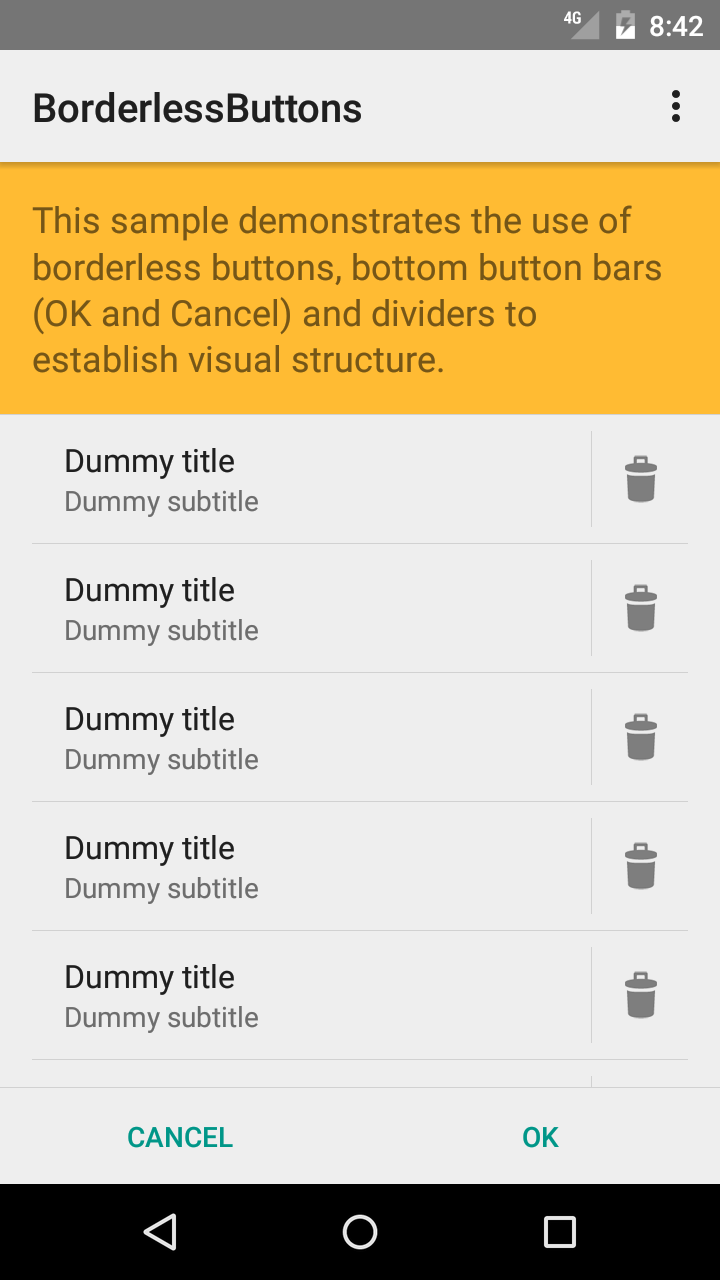 4G 8:42
BorderlessButtons
This sample demonstrates the use of
borderless buttons, bottom button bars
(OK and Cancel) and dividers to
establish visual structure.
Dummy title
Dummy subtitle
Dummy title
Dummy subtitle
Dummy title
Dummy subtitle
Dummy title
Dummy subtitle
Dummy title
Dummy subtitle
CANCEL OK